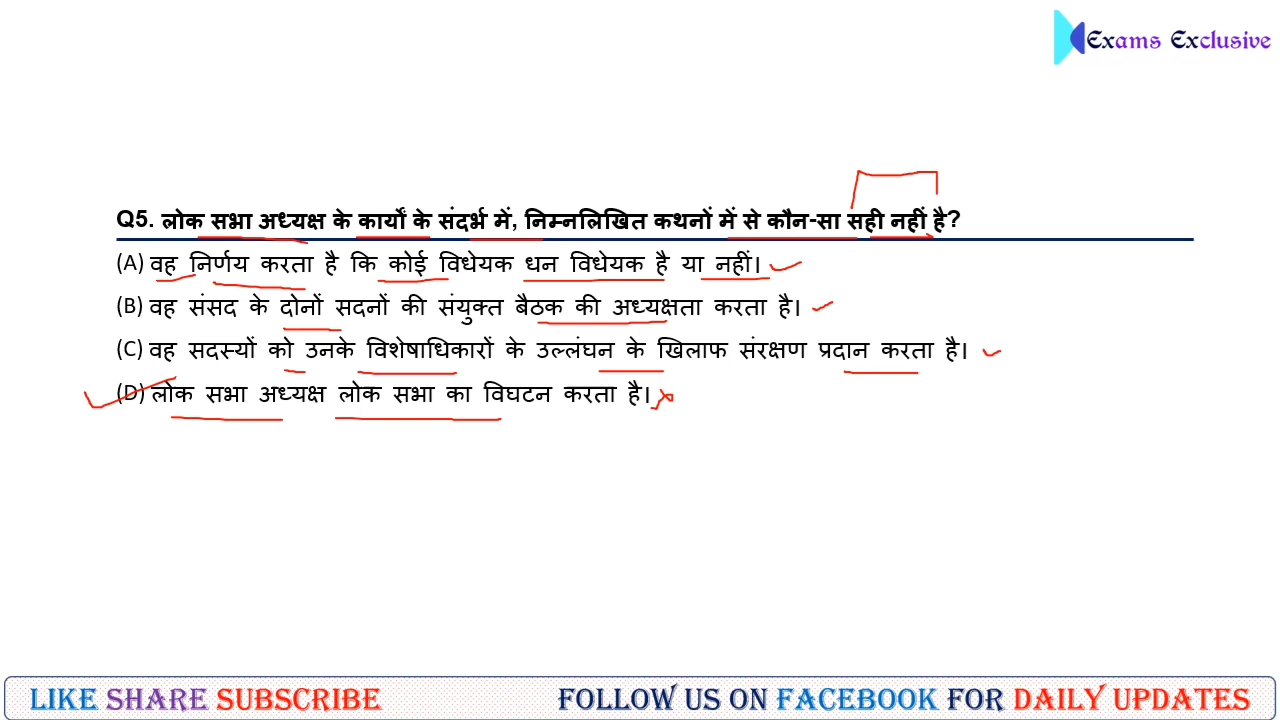 Exams Exclusive
Q5. लोक सभा अध्यक्ष के कार्यों के संदर्भ में, निम्नलिखित कथनों में से कौन-सा सही नहीं है?
(A) वह निर्णय करता है कि कोई विधेयक धन विधेयक है या नहीं।
(B) वह संसद के दोनों सदनों की संयुक्त बैठक की अध्यक्षता करता है।
(C) वह सदस्यों को उनके विशेषाधिकारों के उल्लंघन के खिलाफ संरक्षण प्रदान करता है।
(D) लोक सभा अध्यक्ष लोक सभा का विघटन करता है।
LIKE SHARE SUBSCRIBE FOLLOW US ON FACEBOOK FOR DAILY UPDATES